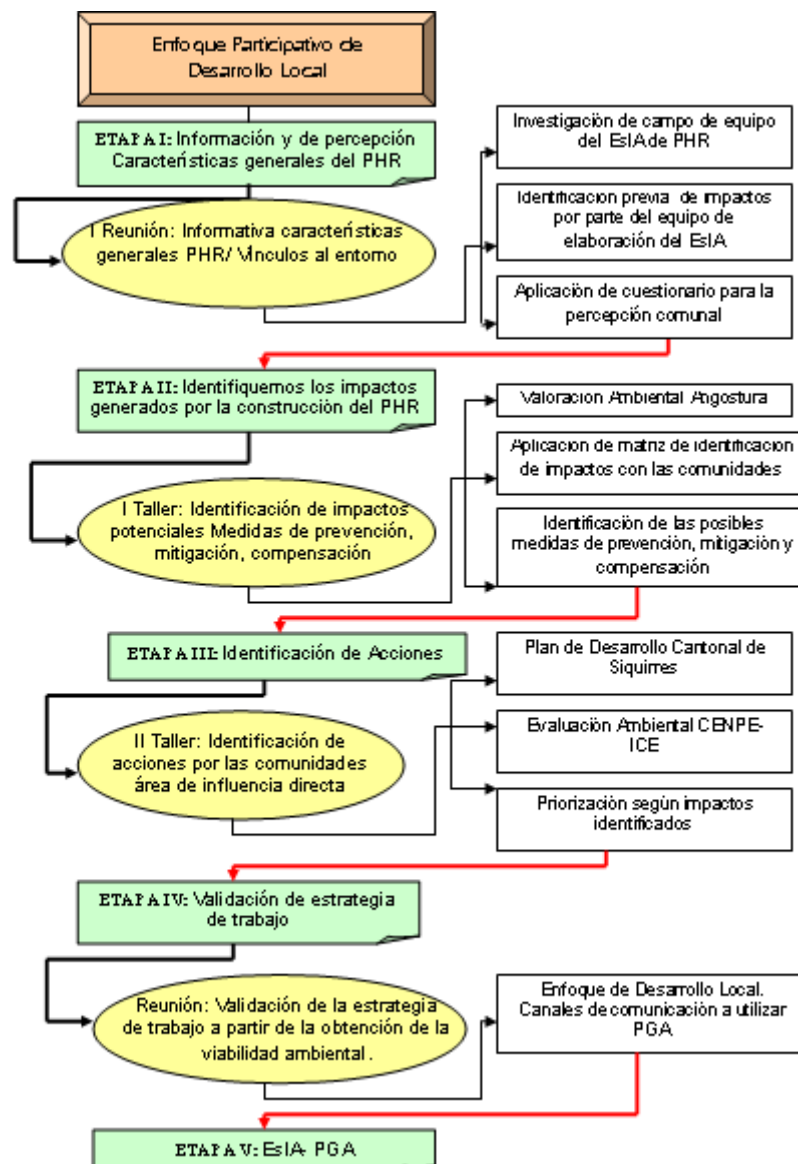 Enfoque Participativo de
Desarrollo Local
ETAPA I: Información y de percepción
Características generales del PHR
I Reunión: Informativa características
generales PHR/ Vínculos al entorno
Investigación de campo de equipo
del EsIA de PHR
Identificación previa de impactos
por parte del equipo de
elaboración del EsIA
Aplicación de cuestionario para la
percepción comunal
ETAPA II: Identifiquemos los impactos
generados por la construcción del PHR
I Taller: Identificación de impactos
potenciales Medidas de prevención,
mitigación, compensación
Valoración Ambiental Angostura
Aplicación de matriz de identificación
de impactos con las comunidades
Identificación de las posibles
medidas de prevención, mitigación y
compensación
ETAPA III: Identificación de Acciones
II Taller: Identificación de
acciones por las comunidades
área de influencia directa
Plan de Desarrollo Cantonal de
Siquirres
Evaluación Ambiental CENPE-
ICE
Priorización según impactos
identificados
ETAPA IV: Validación de estrategia
de trabajo
Reunión: Validación de la estrategia
de trabajo a partir de la obtención de la
viabilidad ambiental.
Enfoque de Desarrollo Local.
Canales de comunicación a utilizar
PGA
ETAPA V: EsIA- PGA